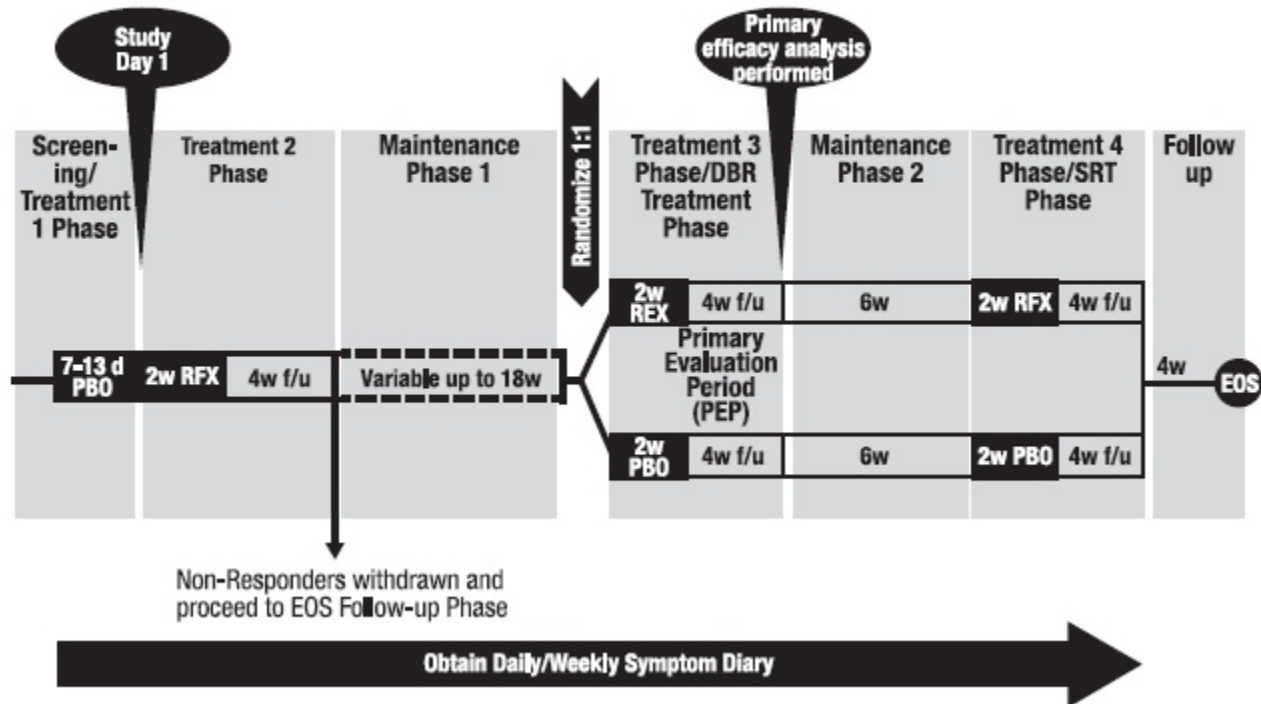 Study
Day 1
Primary
efficacy analysis
performed
Screen-
ing/
Treatment
1 Phase
Treatment 2
Phase
Maintenance
Phase 1
Randomize 1:1
Treatment 3
Phase/DBR
Treatment
Phase
Maintenance
Phase 2
Treatment 4
Phase/SRT
Phase
Follow
up
2w
REX
4w f/u
6w
2w RFX
4w f/u
7-13 d
PBO
2w RFX
4w f/u
Variable up to 18w
Primary
Evaluation
Period
(PEP)
4w
EOS
2w
PBO
4w f/u
6w
2w PBO
4w f/u
Non-Responders withdrawn and
proceed to EOS Follow-up Phase
Obtain Daily/Weekly Symptom Diary